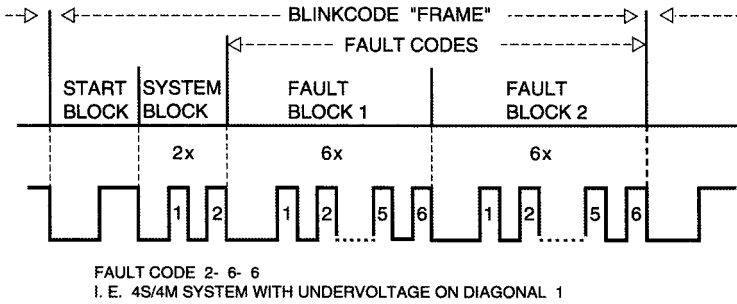 BLINKCODE "FRAME"
FAULT CODES
START BLOCK
SYSTEM BLOCK
FAULT BLOCK 1
FAULT BLOCK 2
2x 6x 6x
1 2 1 2 5 6 1 2 5 6
FAULT CODE 2- 6- 6
I. E. 4S/4M SYSTEM WITH UNDERVOLTAGE ON DIAGONAL 1